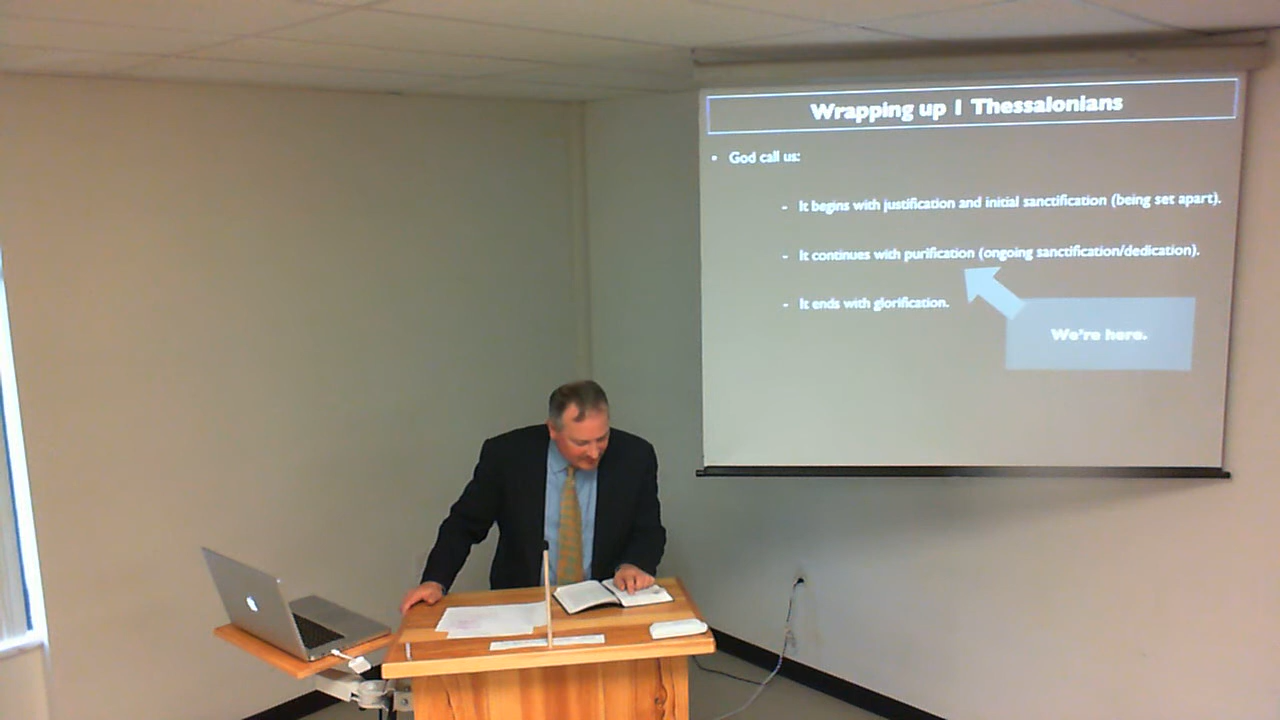 Wrapping up 1 Thessalonians
• God call us:
- It begins with justification and initial sanctification (being set apart).
- It continues with purification (ongoing sanctification/dedication).
- It ends with glorification.
We're here.